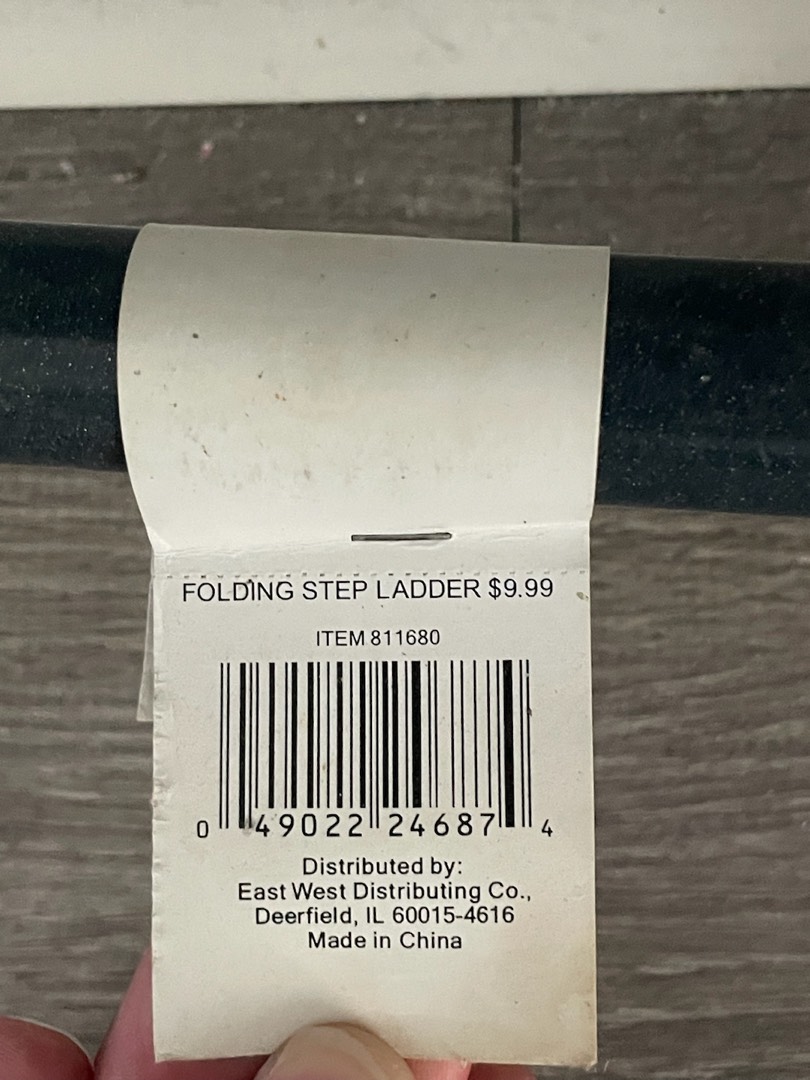 FOLDING STEP LADDER $9.99
ITEM 811680
0 49022 24687 4
Distributed by:
East West Distributing Co.,
Deerfield, IL 60015-4616
Made in China